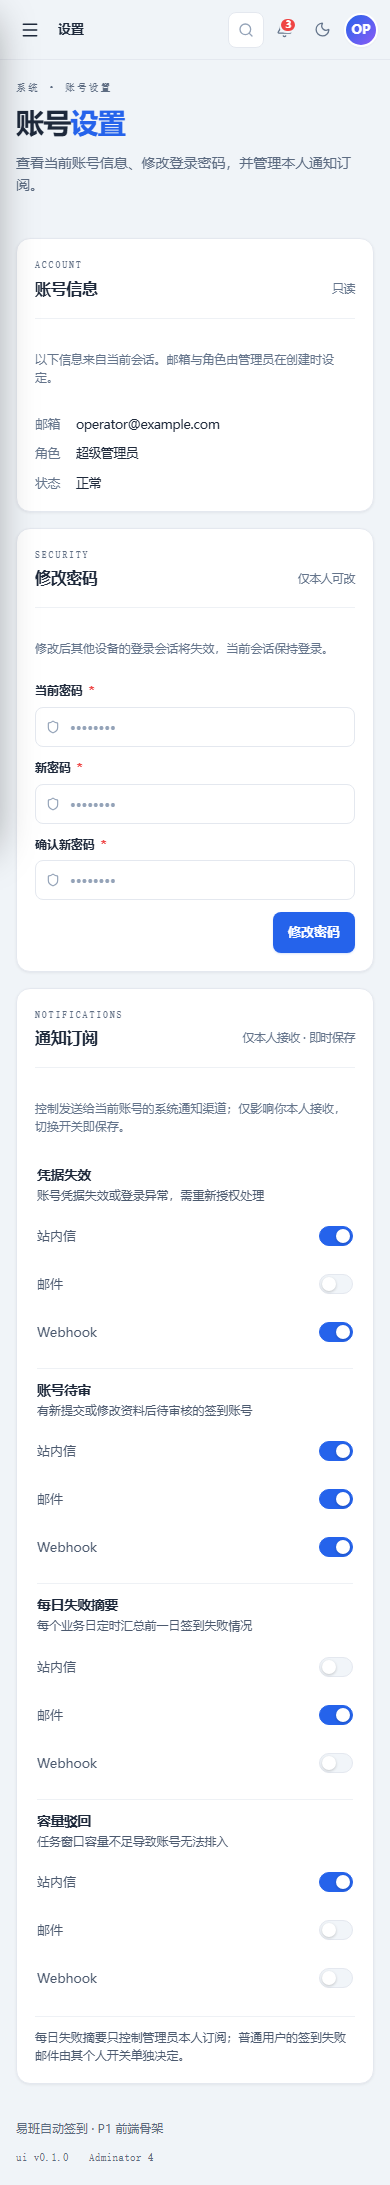 设置
3
OP
系统 · 账号设置
账号设置
查看当前账号信息、修改登录密码，并管理本人通知订
阅。
ACCOUNT
账号信息
只读
以下信息来自当前会话。邮箱与角色由管理员在创建时设
定。
邮箱 operator@example.com
角色 超级管理员
状态 正常
SECURITY
修改密码
仅本人可改
修改后其他设备的登录会话将失效，当前会话保持登录。
当前密码 *
••••••••
新密码 *
••••••••
确认新密码 *
••••••••
修改密码
NOTIFICATIONS
通知订阅
仅本人接收 · 即时保存
控制发送给当前账号的系统通知渠道；仅影响你本人接收，
切换开关即保存。
凭据失效
账号凭据失效或登录异常，需重新授权处理
站内信
邮件
Webhook
账号待审
有新提交或修改资料后待审核的签到账号
站内信
邮件
Webhook
每日失败摘要
每个业务日定时汇总前一日签到失败情况
站内信
邮件
Webhook
容量驳回
任务窗口容量不足导致账号无法排入
站内信
邮件
Webhook
每日失败摘要只控制管理员本人订阅；普通用户的签到失败
邮件由其个人开关单独决定。
易班自动签到 · P1 前端骨架
ui v0.1.0 Adminator 4